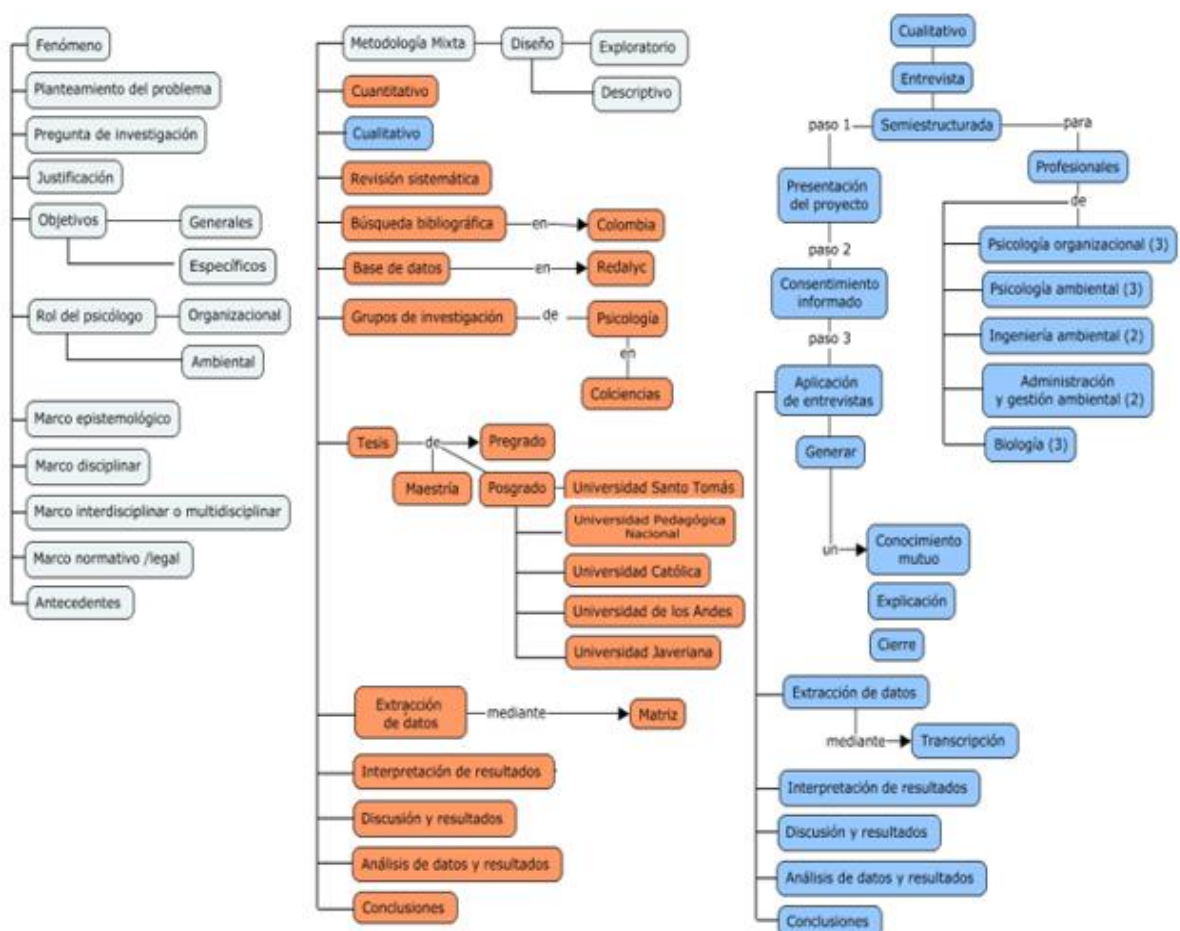 Fenómeno
Planteamiento del problema
Pregunta de investigación
Justificación
Objetivos
Generales
Específicos
Rol del psicólogo
Organizacional
Ambiental
Marco epistemológico
Marco disciplinar
Marco interdisciplinar o multidisciplinar
Marco normativo /legal
Antecedentes
Metodología Mixta
Diseño
Exploratorio
Descriptivo
Cuantitativo
Cualitativo
Revisión sistemática
Búsqueda bibliográfica
en
Colombia
Base de datos
en
Redalyc
Grupos de investigación
de
Psicología
en
Colciencias
Tesis
de
Pregrado
Maestría
Posgrado
Universidad Santo Tomás
Universidad Pedagógica
Nacional
Universidad Católica
Universidad de los Andes
Universidad Javeriana
Extracción
de datos
mediante
Matriz
Interpretación de resultados
Discusión y resultados
Análisis de datos y resultados
Conclusiones
Cualitativo
Entrevista
Semiestructurada
paso 1
para
Presentación
del proyecto
paso 2
Consentimiento
informado
paso 3
Aplicación
de entrevistas
Generar
un
Conocimiento
mutuo
Explicación
Cierre
Profesionales
de
Psicología organizacional (3)
Psicología ambiental (3)
Ingeniería ambiental (2)
Administración
y gestión ambiental (2)
Biología (3)
Extracción de datos
mediante
Transcripción
Interpretación de resultados
Discusión y resultados
Análisis de datos y resultados
Conclusiones